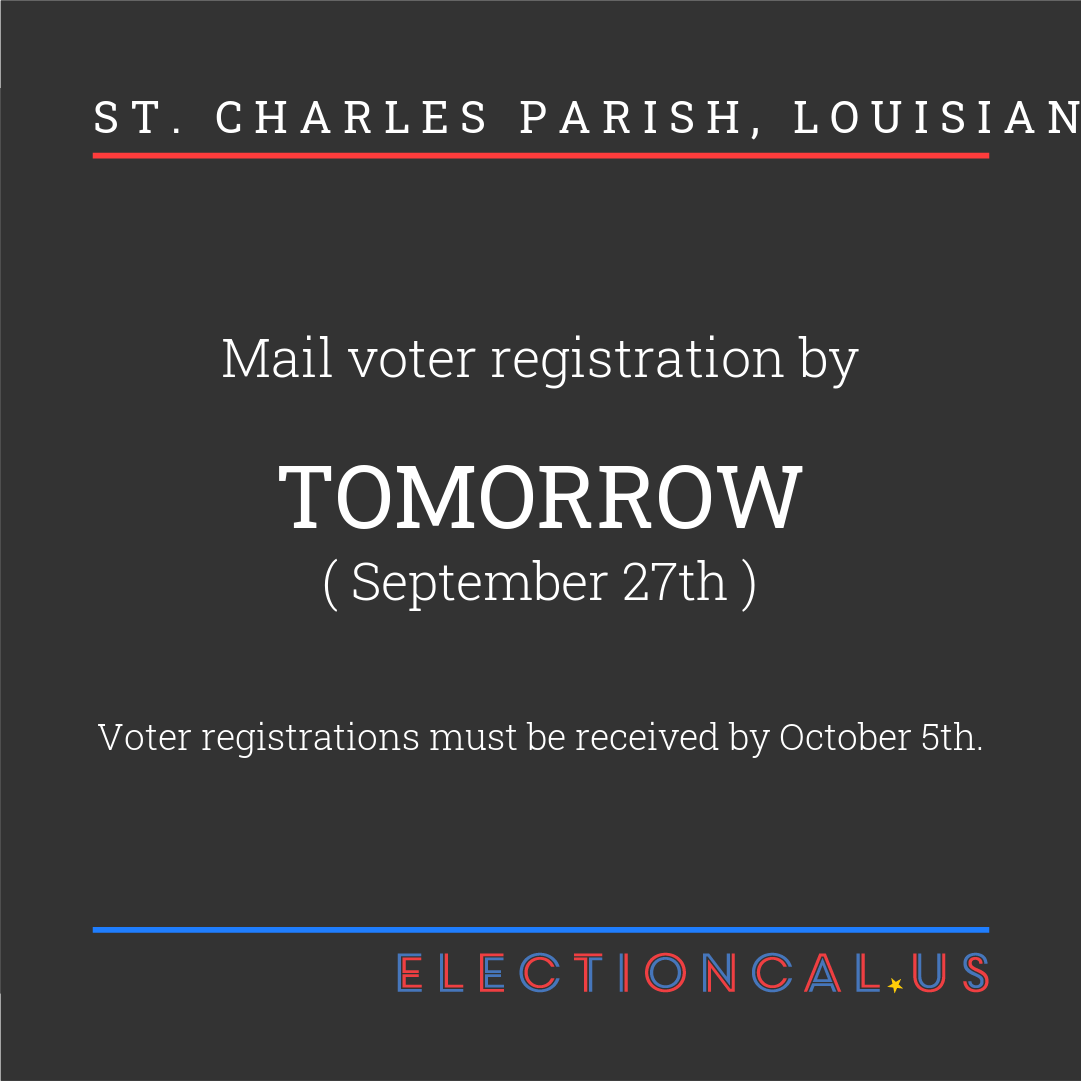 ST. CHARLES PARISH, LOUISIAN
Mail voter registration by
TOMORROW
( September 27th )
Voter registrations must be received by October 5th.
ELECTIONCAL.US